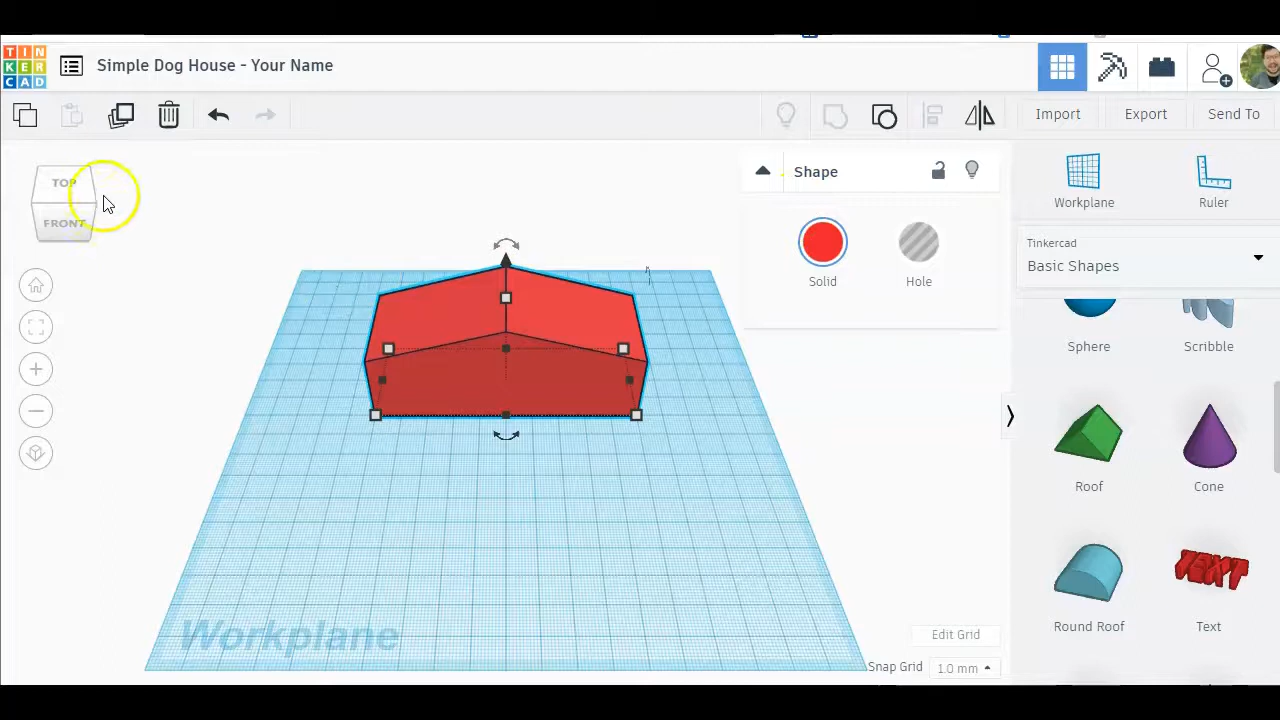 TIN
KER
CAD
Simple Dog House - Your Name
Import
Export
Send To
TOP
FRONT
Shape
Solid
Hole
Workplane
Ruler
Tinkercad
Basic Shapes
Sphere
Scribble
Roof
Cone
TEXT
Round Roof
Text
Workplane
Edit Grid
Snap Grid
1.0 mm